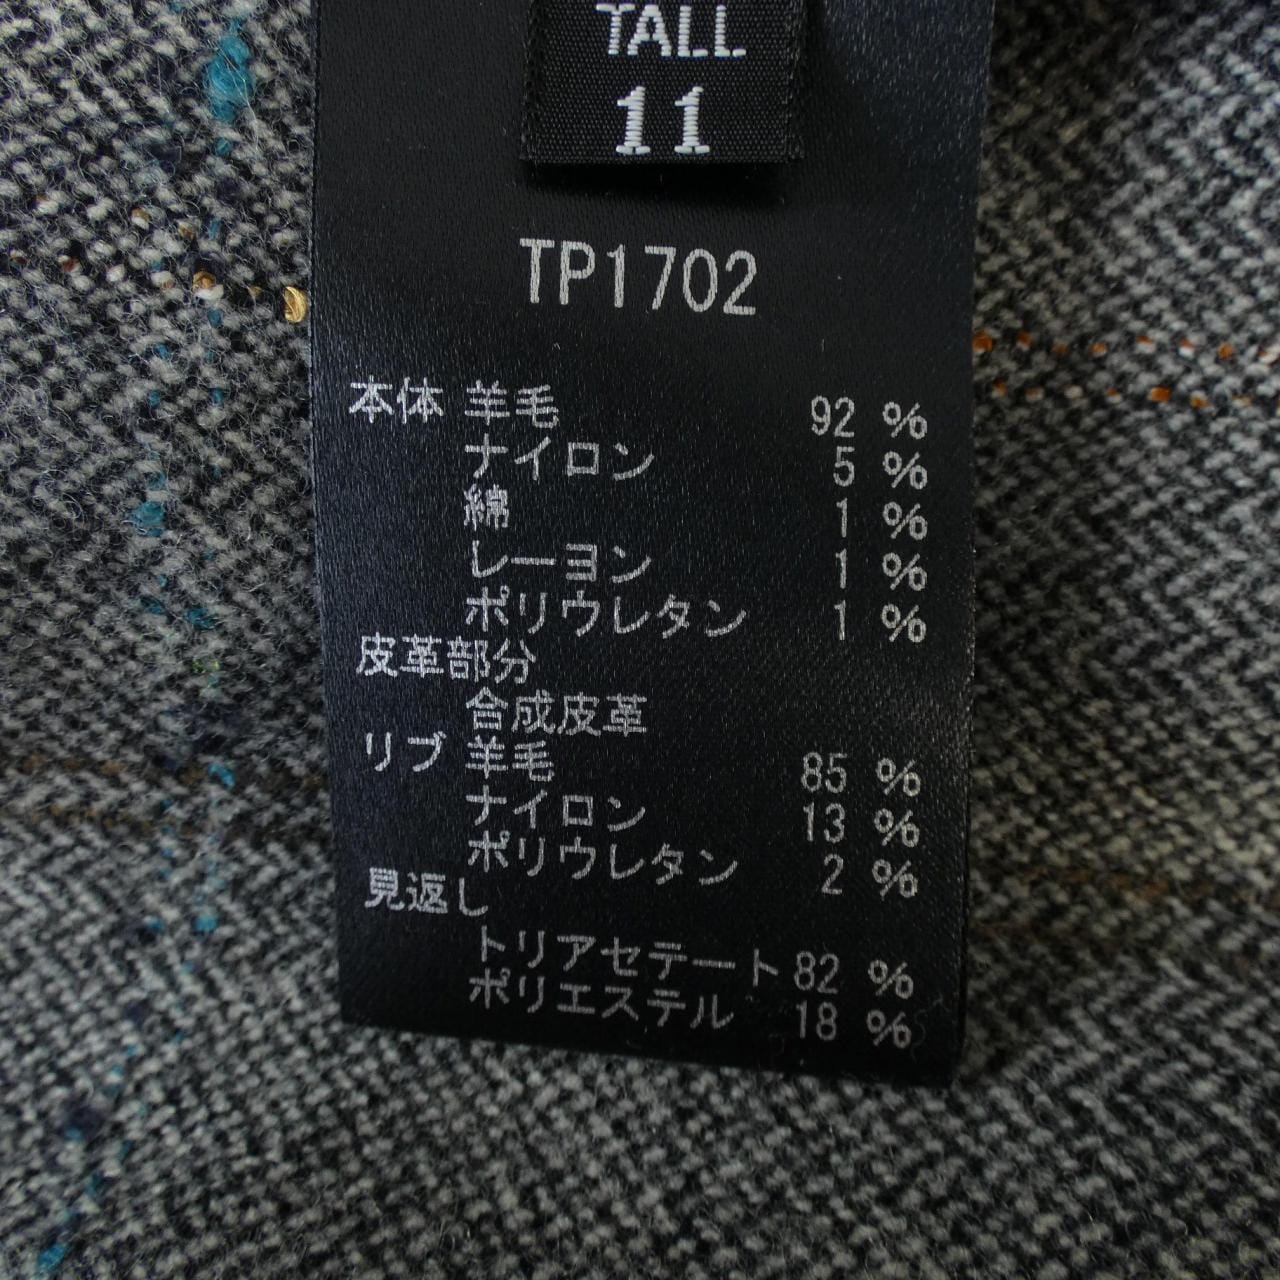 TALL
11
TP1702
本体 羊毛 92 %
ナイロン 5 %
綿 1 %
レーヨン 1 %
ポリウレタン 1 %
皮革部分
合成皮革
リブ 羊毛 85 %
ナイロン 13 %
ポリウレタン 2 %
見返し
トリアセテート 82 %
ポリエステル 18 %